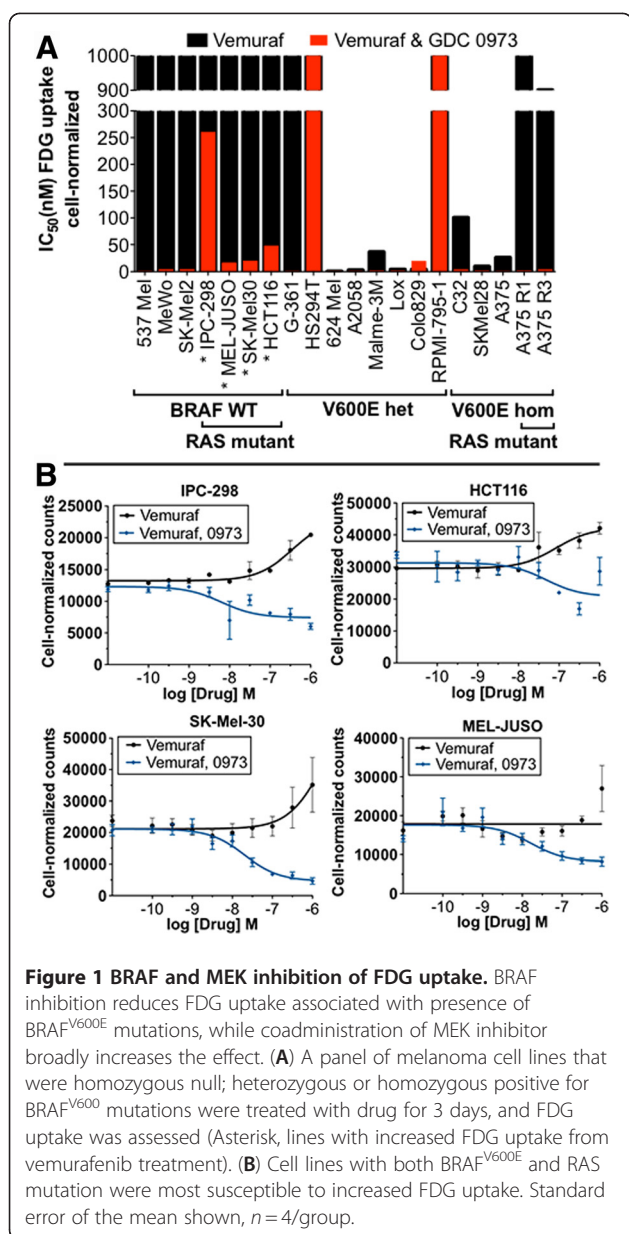 A
Vemuraf
Vemuraf & GDC 0973
IC50(nM) FDG uptake
cell-normalized
1000
900
300
250
200
150
100
50
0
537 Mel
MeWo
SK-Mel2
* IPC-298
* MEL-JUSO
* SK-Mel30
* HCT116
G-361
HS294T
624 Mel
A2058
Malme-3M
Lox
Colo829
RPMI-795-1
C32
SKMel28
A375
A375 R1
A375 R3
BRAF WT
V600E het
V600E hom
RAS mutant
RAS mutant
B
IPC-298
Cell-normalized counts
25000
20000
15000
10000
5000
0
Vemuraf
Vemuraf, 0973
-10 -9 -8 -7 -6
log [Drug] M
HCT116
Cell-normalized counts
50000
40000
30000
20000
10000
0
Vemuraf
Vemuraf, 0973
-10 -9 -8 -7 -6
log [Drug] M
SK-Mel-30
Cell-normalized counts
50000
40000
30000
20000
10000
0
Vemuraf
Vemuraf, 0973
-10 -9 -8 -7 -6
log [Drug] M
MEL-JUSO
Cell-normalized counts
40000
30000
20000
10000
0
Vemuraf
Vemuraf, 0973
-10 -9 -8 -7 -6
log [Drug] M
Figure 1 BRAF and MEK inhibition of FDG uptake. BRAF
inhibition reduces FDG uptake associated with presence of
BRAFV600E mutations, while coadministration of MEK inhibitor
broadly increases the effect. (A) A panel of melanoma cell lines that
were homozygous null; heterozygous or homozygous positive for
BRAFV600 mutations were treated with drug for 3 days, and FDG
uptake was assessed (Asterisk, lines with increased FDG uptake from
vemurafenib treatment). (B) Cell lines with both BRAFV600E and RAS
mutation were most susceptible to increased FDG uptake. Standard
error of the mean shown, n = 4/group.